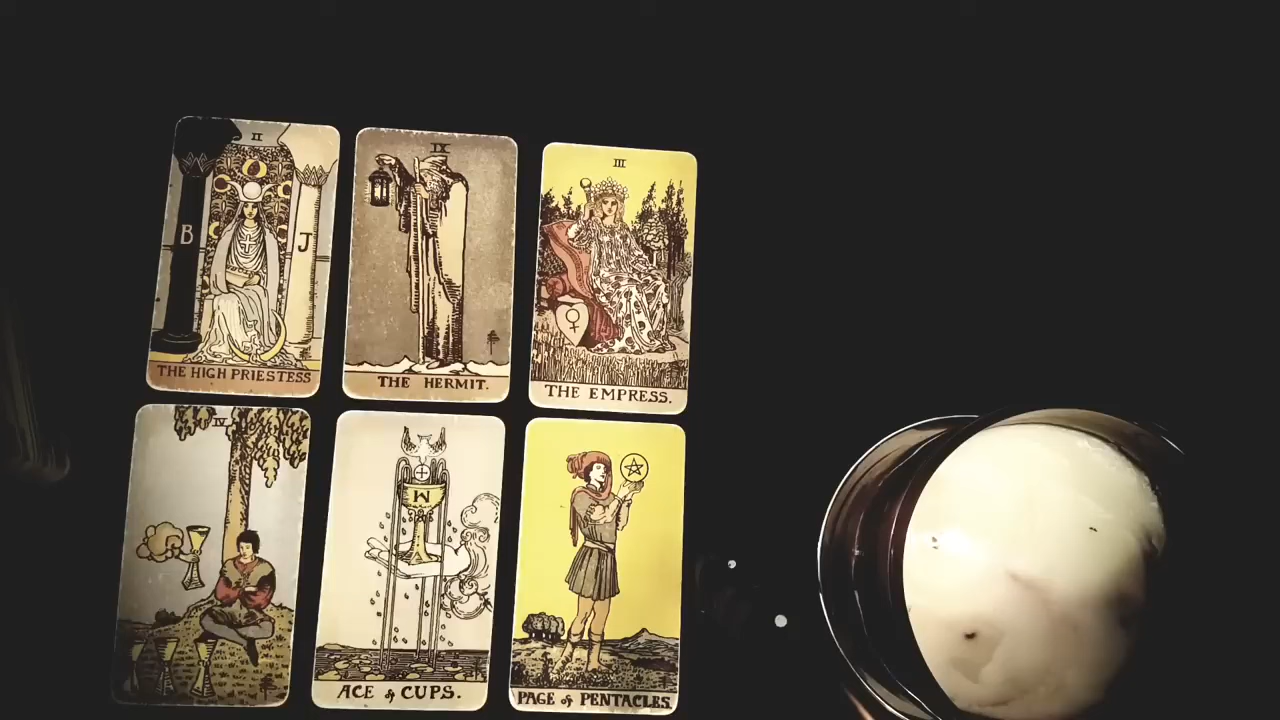 II
B J
THE HIGH PRIESTESS
IX
THE HERMIT.
III
THE EMPRESS.
IV
ACE of CUPS.
PAGE of PENTACLES.